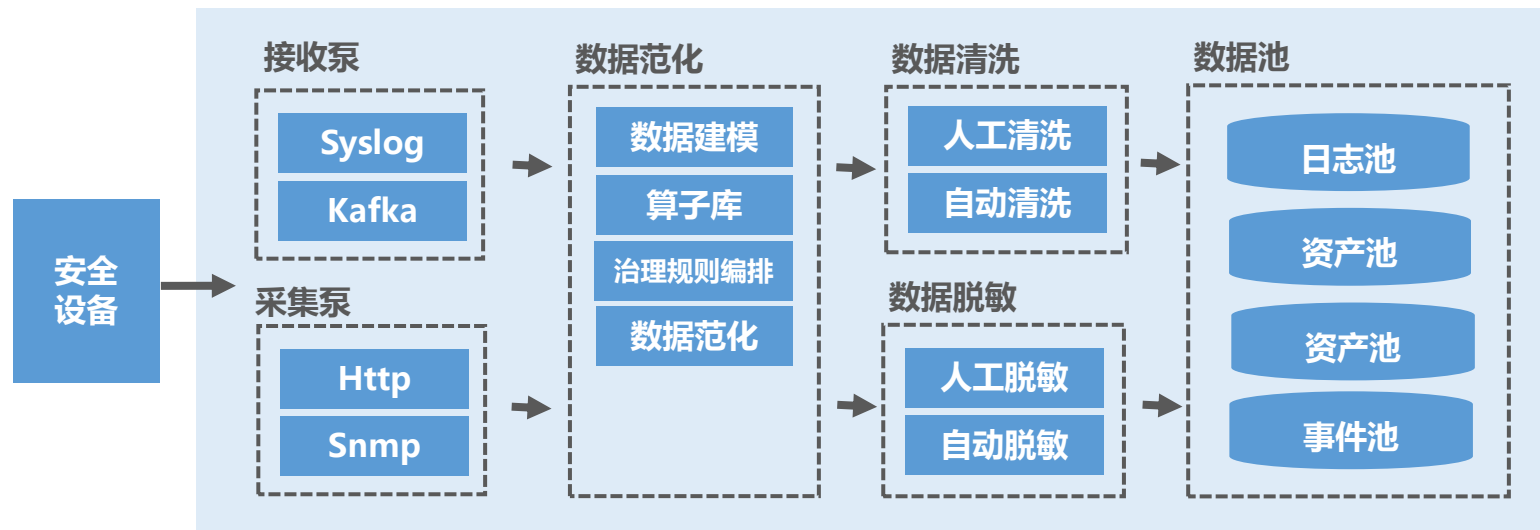 安全
设备
接收泵
Syslog
Kafka
采集泵
Http
Snmp
数据范化
数据建模
算子库
治理规则编排
数据范化
数据清洗
人工清洗
自动清洗
数据脱敏
人工脱敏
自动脱敏
数据池
日志池
资产池
资产池
事件池